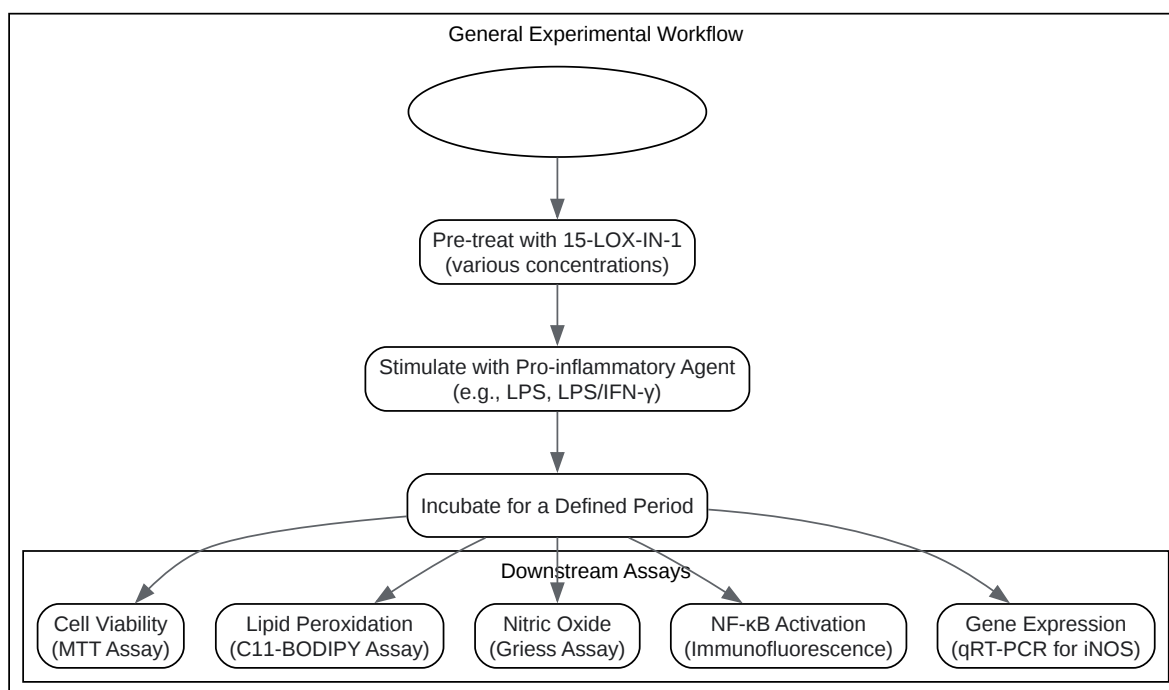 General Experimental Workflow
Pre-treat with 15-LOX-IN-1
(various concentrations)
Stimulate with Pro-inflammatory Agent
(e.g., LPS, LPS/IFN-γ)
Incubate for a Defined Period
Downstream Assays
Cell Viability
(MTT Assay)
Lipid Peroxidation
(C11-BODIPY Assay)
Nitric Oxide
(Griess Assay)
NF-κB Activation
(Immunofluorescence)
Gene Expression
(qRT-PCR for iNOS)